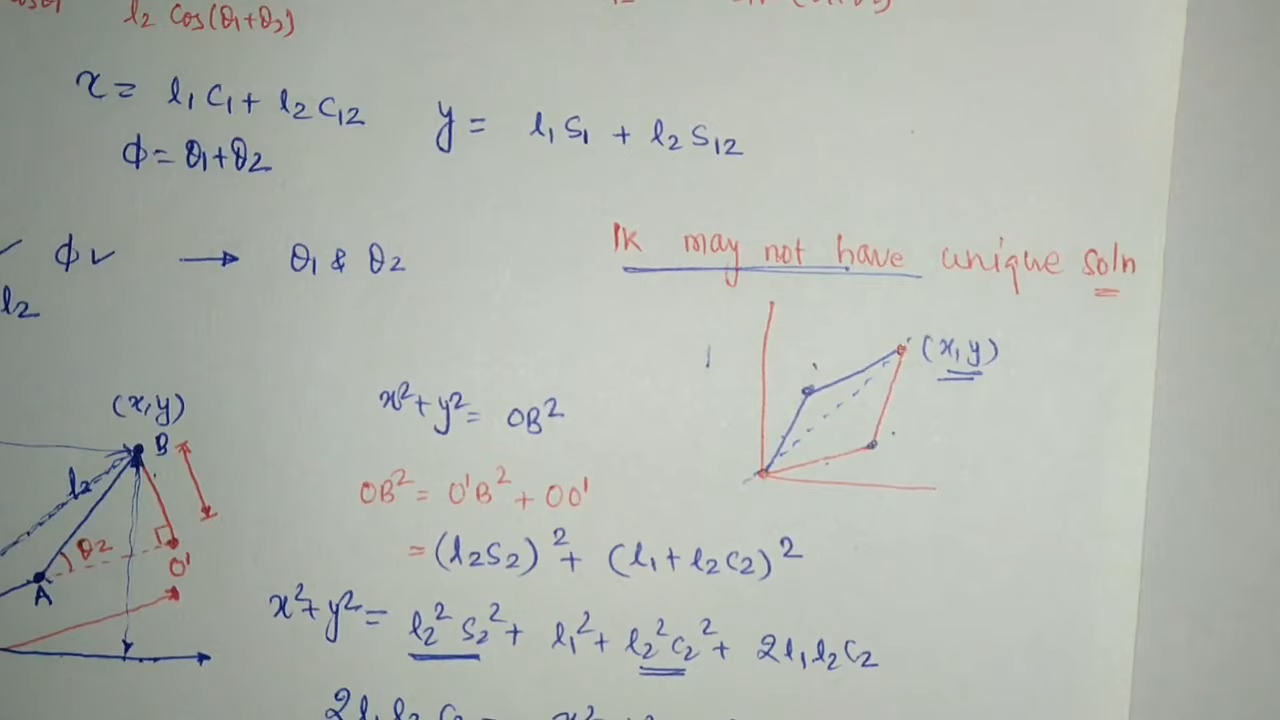 l2 cos(θ1+θ2)
x = l1 c1 + l2 c12
y = l1 s1 + l2 s12
ϕ = θ1+θ2
ϕ✓ → θ1 & θ2
l2
IK may not have unique soln
(x,y)
x²+y² = OB²
(x,y)
B
l2
OB² = O'B² + OO'
= (l2s2)² + (l1 + l2c2)²
θ2
O'
A
x²+y² = l2² s2² + l1² + l2² c2² + 2l1l2c2